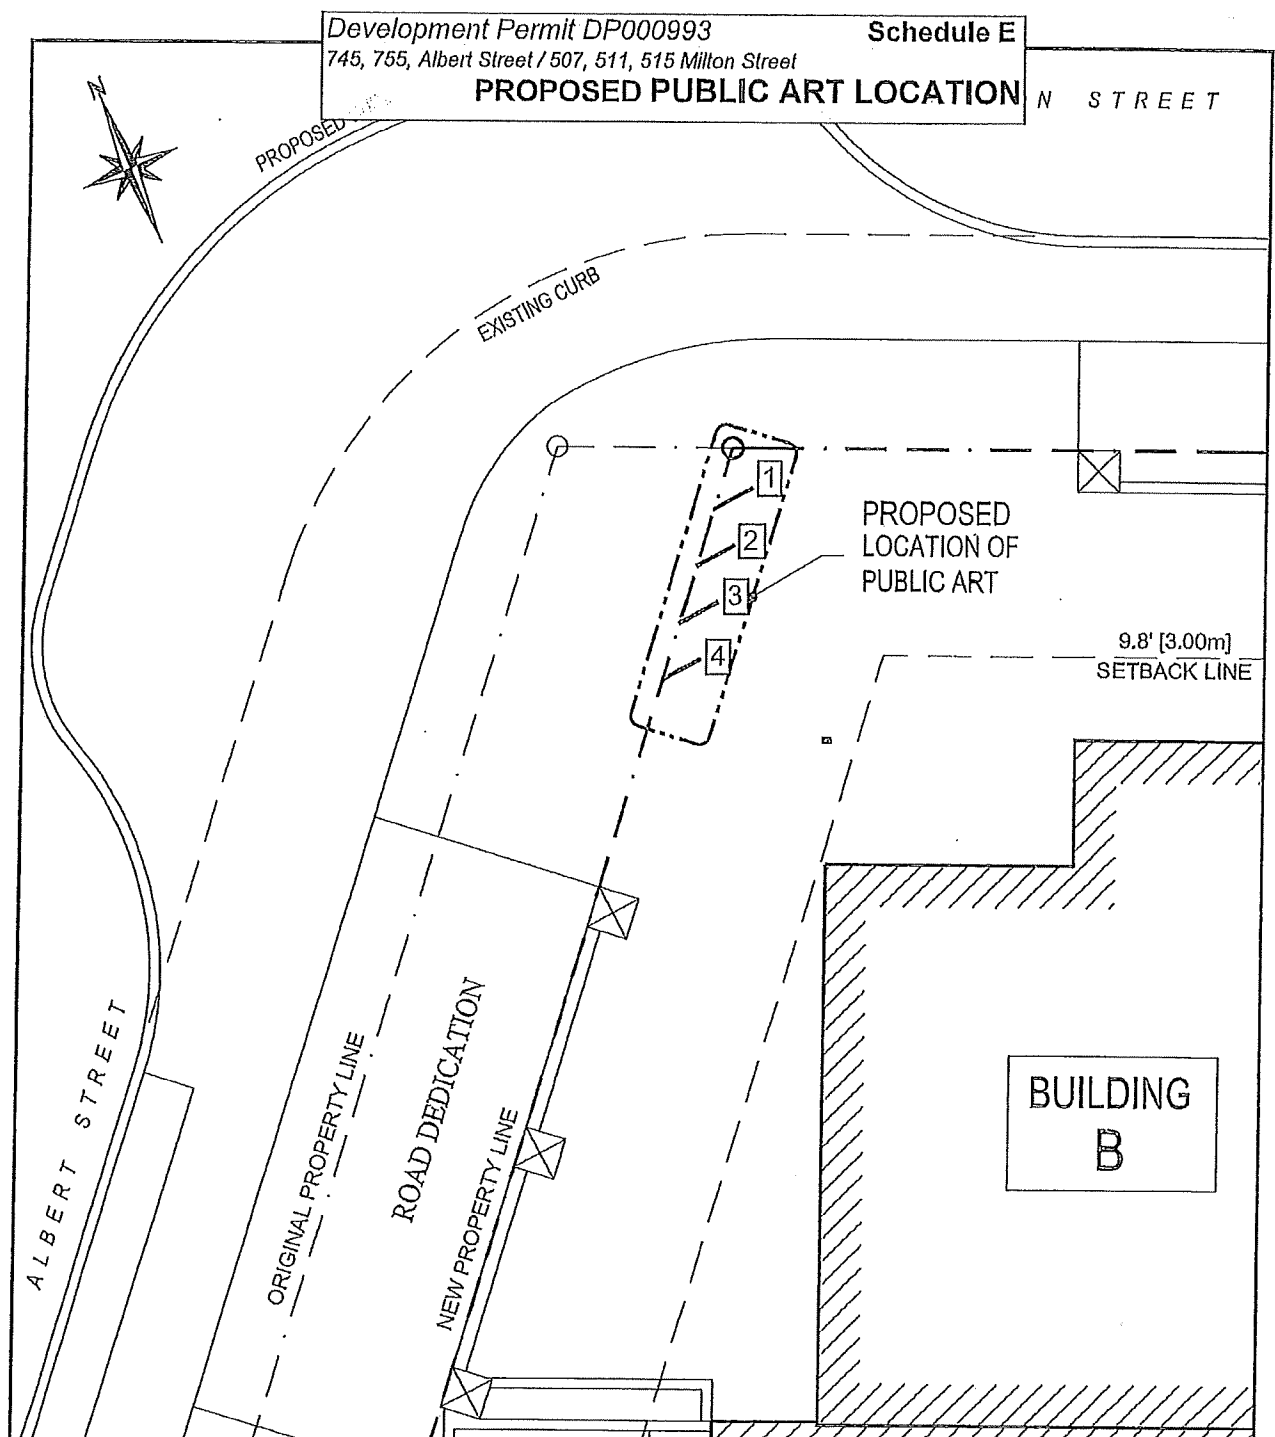 Development Permit DP000993
Schedule E
745, 755, Albert Street / 507, 511, 515 Milton Street
PROPOSED PUBLIC ART LOCATION
N STREET
N
PROPOSED
EXISTING CURB
1
2
3
4
PROPOSED
LOCATION OF
PUBLIC ART
9.8' [3.00m]
SETBACK LINE
ALBERT STREET
ORIGINAL PROPERTY LINE
ROAD DEDICATION
NEW PROPERTY LINE
BUILDING
B